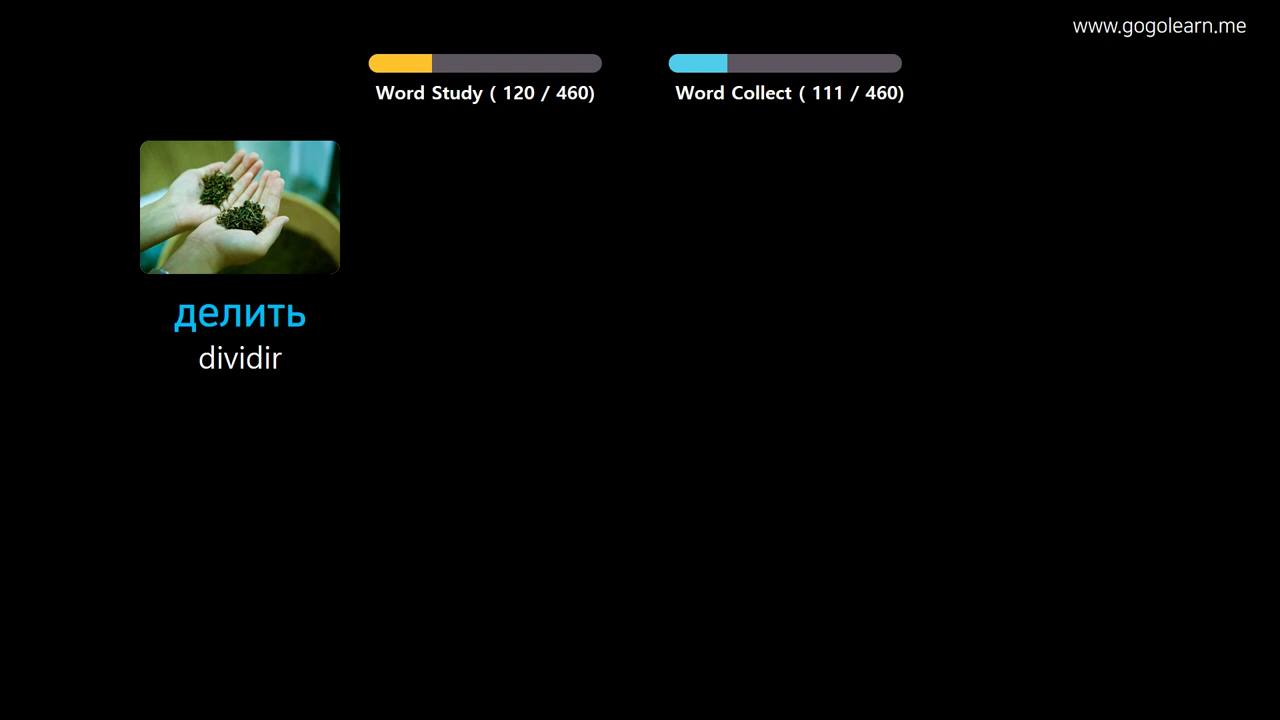 www.gogolearn.me
Word Study ( 120 / 460)
Word Collect ( 111 / 460)
делить
dividir